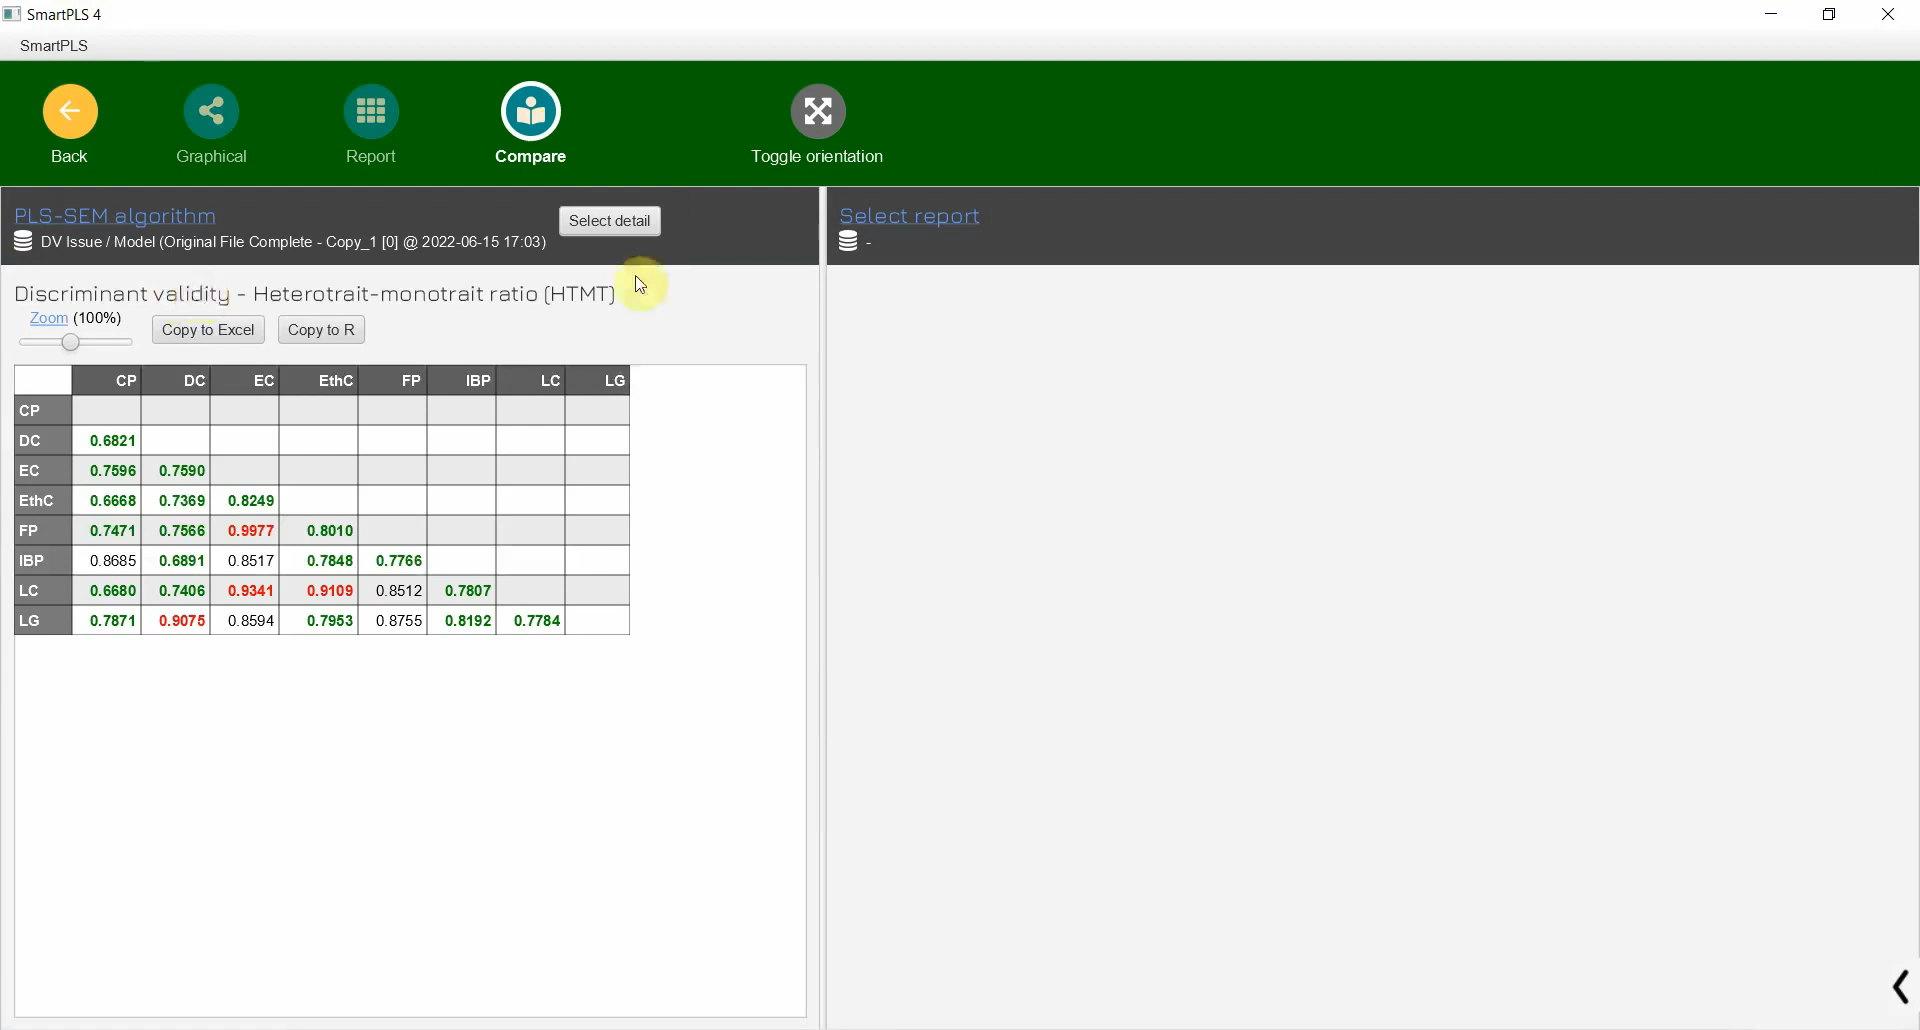 SmartPLS 4
SmartPLS
Back Graphical Report Compare Toggle orientation
PLS-SEM algorithm Select detail
DV Issue / Model (Original File Complete - Copy_1 [0] @ 2022-06-15 17:03)
Select report
-
Discriminant validity - Heterotrait-monotrait ratio (HTMT)
Zoom (100%) Copy to Excel Copy to R
CP DC EC EthC FP IBP LC LG
CP
DC 0.6821
EC 0.7596 0.7590
EthC 0.6668 0.7369 0.8249
FP 0.7471 0.7566 0.9977 0.8010
IBP 0.8685 0.6891 0.8517 0.7848 0.7766
LC 0.6680 0.7406 0.9341 0.9109 0.8512 0.7807
LG 0.7871 0.9075 0.8594 0.7953 0.8755 0.8192 0.7784